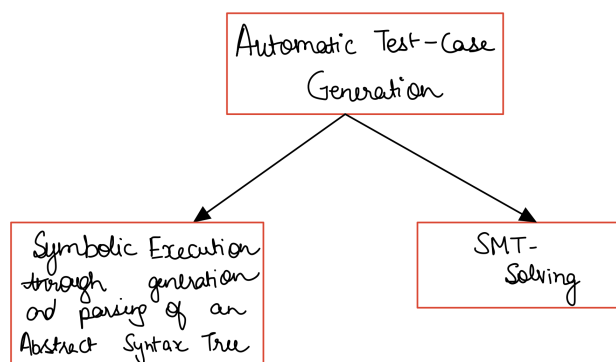 Automatic Test-Case
Generation
Symbolic Execution
through generation
and parsing of an
Abstract Syntax Tree
SMT-
Solving